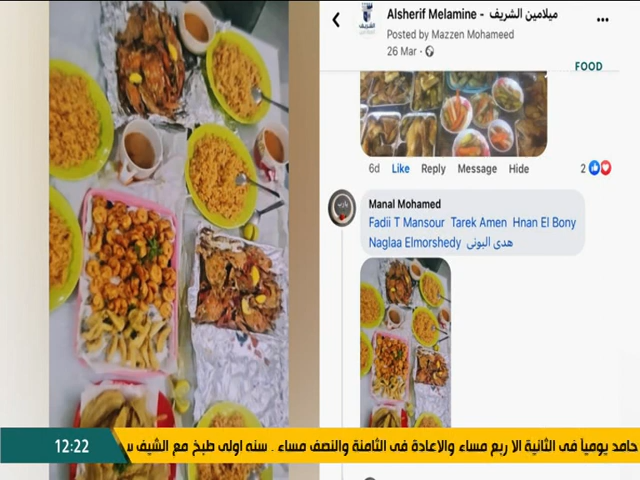 Alsherif Melamine - ميلامين الشريف
Posted by Mazzen Mohameed
26 Mar ·
FOOD
6d Like Reply Message Hide 2
Manal Mohamed
Fadii T Mansour Tarek Amen Hnan El Bony
Naglaa Elmorshedy هدى البونى
12:22
حامد يومياً فى الثانية الا ربع مساء والاعادة فى الثامنة والنصف مساء . سنه اولى طبخ مع الشيف س